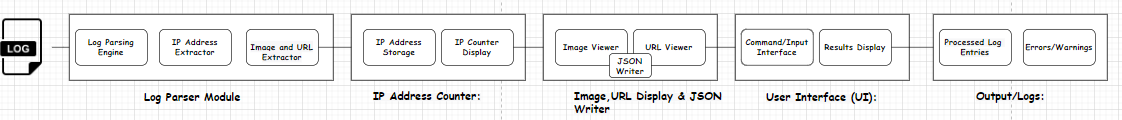 LOG
Log Parsing
Engine
IP Address
Extractor
Image and URL
Extractor
Log Parser Module
IP Address
Storage
IP Counter
Display
IP Address Counter:
Image Viewer
URL Viewer
JSON
Writer
Image,URL Display & JSON
Writer
Command/Input
Interface
Results Display
User Interface (UI):
Processed Log
Entries
Errors/Warnings
Output/Logs: